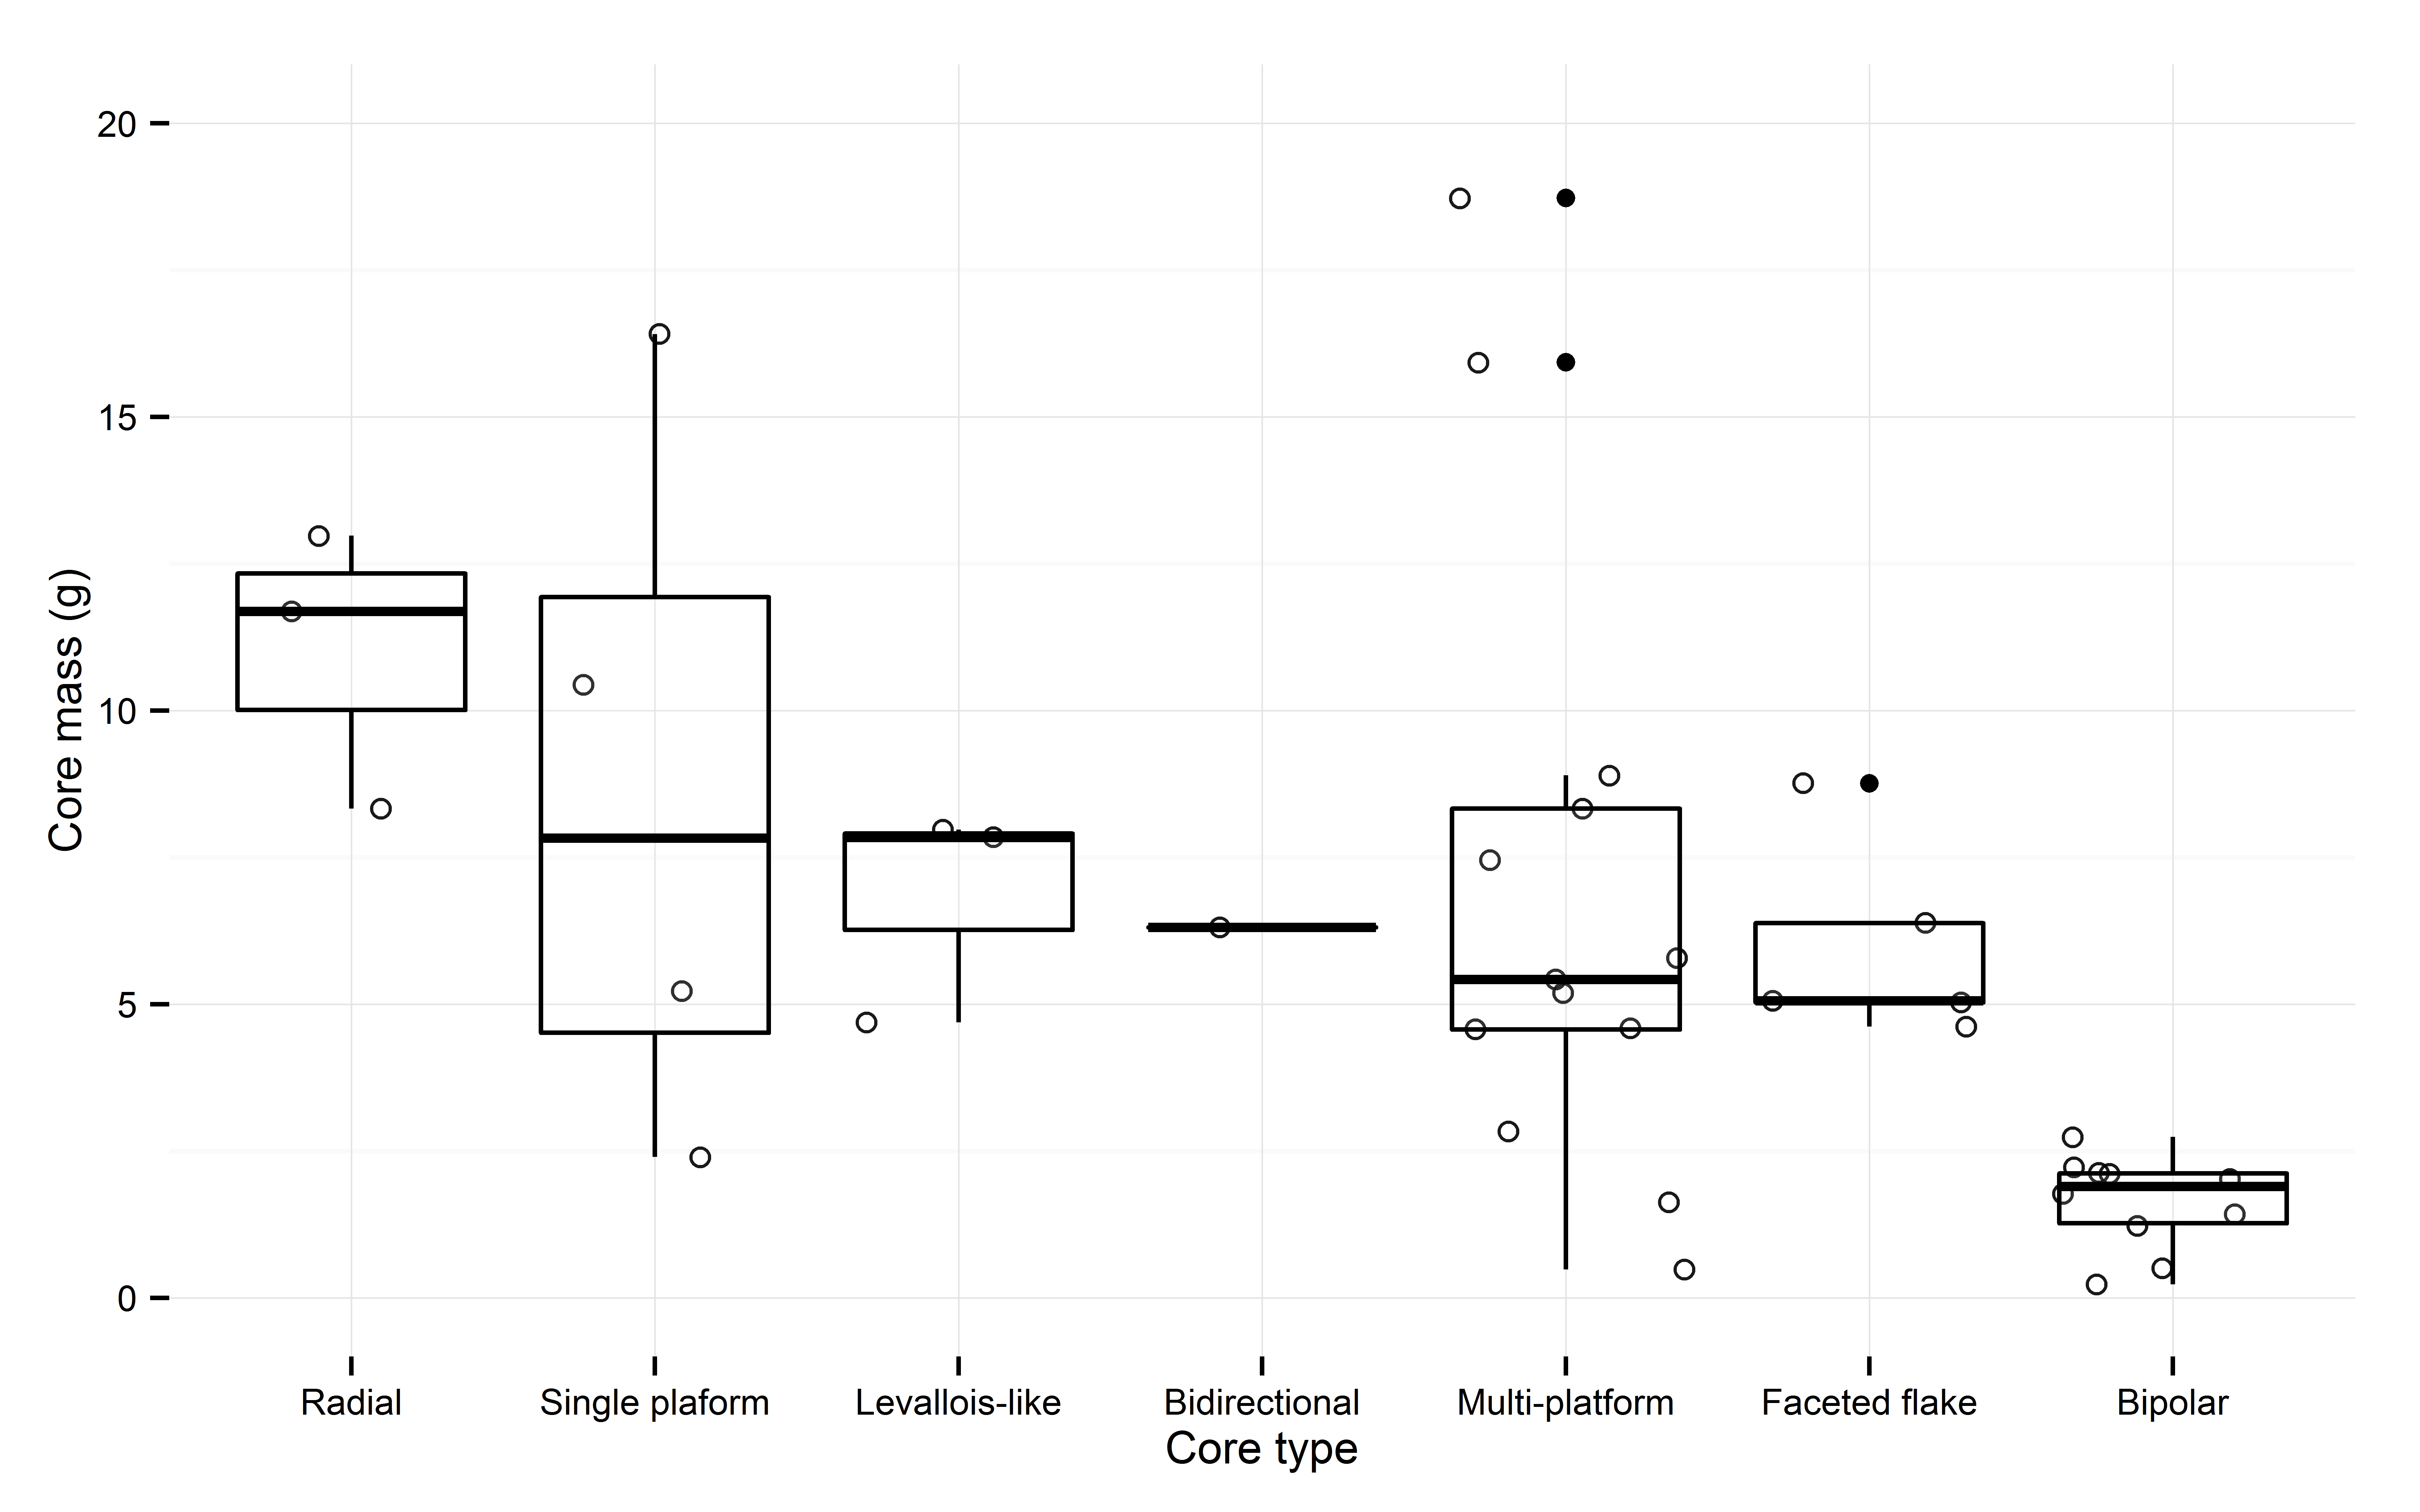 20
15
10
5
0
Core mass (g)
Radial Single plaform Levallois-like Bidirectional Multi-platform Faceted flake Bipolar
Core type